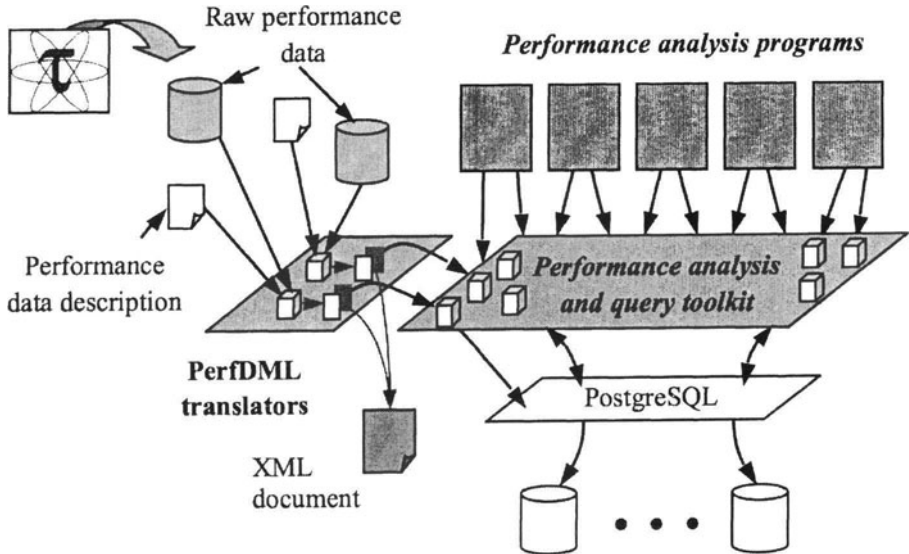 Raw performance
data
Performance analysis programs
τ
Performance
data description
Performance analysis
and query toolkit
PerfDML
translators
PostgreSQL
XML
document